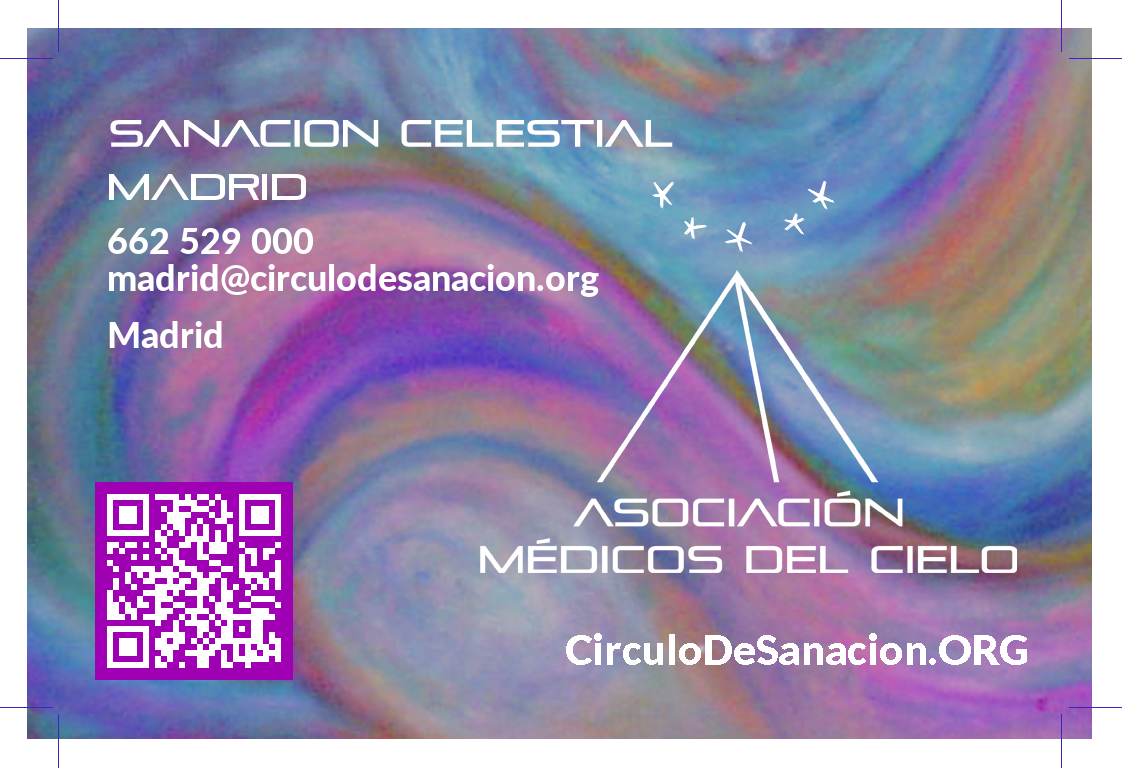 SANACION CELESTIAL
MADRID
662 529 000
madrid@circulodesanacion.org
Madrid
ASOCIACIÓN
MÉDICOS DEL CIELO
CirculoDeSanacion.ORG